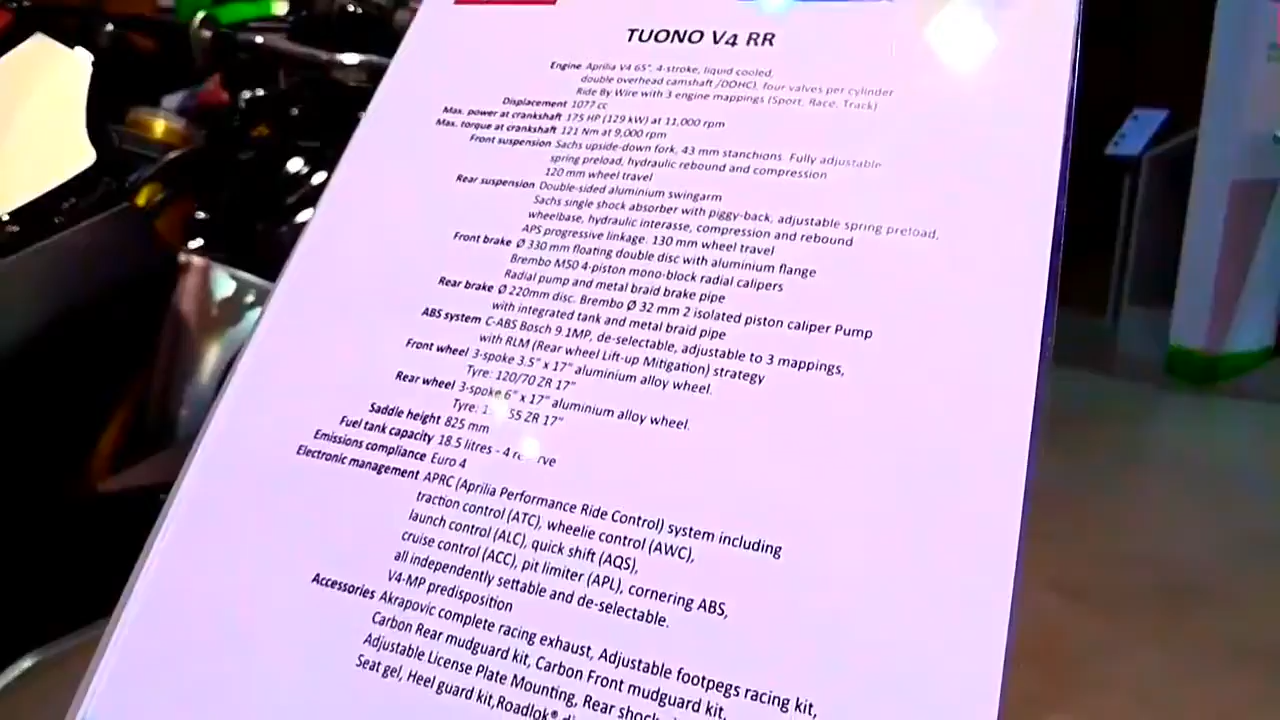 TUONO V4 RR
Engine Aprilia V4 65°, 4-stroke, liquid cooled,
double overhead camshaft /DOHC), four valves per cylinder
Ride By Wire with 3 engine mappings (Sport, Race, Track)
Displacement 1077 cc
Max. power at crankshaft 175 HP (129 kW) at 11,000 rpm
Max. torque at crankshaft 121 Nm at 9,000 rpm
Front suspension Sachs upside-down fork, 43 mm stanchions. Fully adjustable
spring preload, hydraulic rebound and compression
120 mm wheel travel
Rear suspension Double-sided aluminium swingarm
Sachs single shock absorber with piggy-back, adjustable spring preload,
wheelbase, hydraulic interasse, compression and rebound
APS progressive linkage. 130 mm wheel travel
Front brake Ø 330 mm floating double disc with aluminium flange
Brembo M50 4-piston mono-block radial calipers
Radial pump and metal braid brake pipe
Rear brake Ø 220mm disc. Brembo Ø 32 mm 2 isolated piston caliper Pump
with integrated tank and metal braid pipe
ABS system C-ABS Bosch 9.1MP, de-selectable, adjustable to 3 mappings,
with RLM (Rear wheel Lift-up Mitigation) strategy
Front wheel 3-spoke 3.5" x 17" aluminium alloy wheel.
Tyre: 120/70 ZR 17"
Rear wheel 3-spoke 6" x 17" aluminium alloy wheel.
Tyre: 55 ZR 17"
Saddle height 825 mm
Fuel tank capacity 18.5 litres - 4
Emissions compliance Euro 4
Electronic management APRC (Aprilia Performance Ride Control) system including
traction control (ATC), wheelie control (AWC),
launch control (ALC), quick shift (AQS),
cruise control (ACC), pit limiter (APL), cornering ABS,
all independently settable and de-selectable.
V4-MP predisposition
Accessories Akrapovic complete racing exhaust, Adjustable footpegs racing kit,
Carbon Rear mudguard kit, Carbon Front mudguard kit,
Adjustable License Plate Mounting, Rear
Seat gel, Heel guard kit,Roadlok®